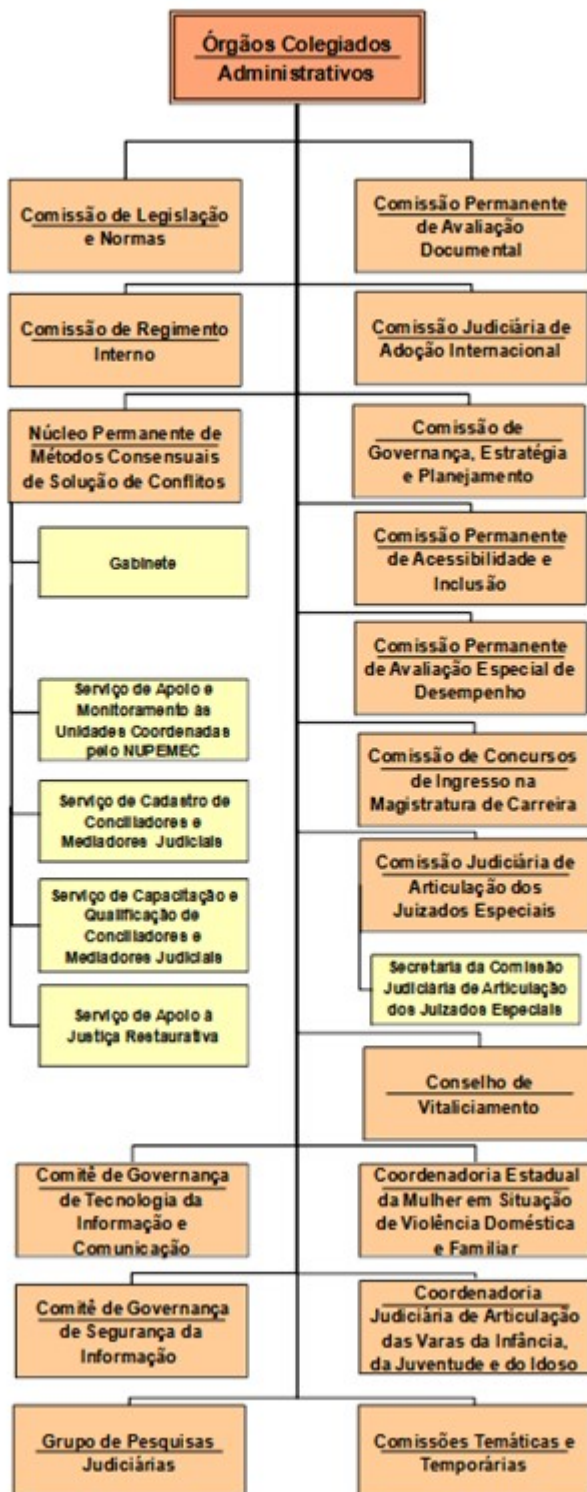 Órgãos Colegiados
Administrativos
Comissão de Legislação
e Normas
Comissão Permanente
de Avaliação
Documental
Comissão de Regimento
Interno
Comissão Judiciária de
Adoção Internacional
Núcleo Permanente de
Métodos Consensuais
de Solução de Conflitos
Comissão de
Governança, Estratégia
e Planejamento
Gabinete
Comissão Permanente
de Acessibilidade e
Inclusão
Comissão Permanente
de Avaliação Especial de
Desempenho
Serviço de Apoio e
Monitoramento às
Unidades Coordenadas
pelo NUPEMEC
Comissão de Concursos
de Ingresso na
Magistratura de Carreira
Serviço de Cadastro de
Conciliadores e
Mediadores Judiciais
Comissão Judiciária de
Articulação dos
Juizados Especiais
Serviço de Capacitação e
Qualificação de
Conciliadores e
Mediadores Judiciais
Secretaria da Comissão
Judiciária de Articulação
dos Juizados Especiais
Serviço de Apoio à
Justiça Restaurativa
Conselho de
Vitaliciamento
Comitê de Governança
de Tecnologia da
Informação e
Comunicação
Coordenadoria Estadual
da Mulher em Situação
de Violência Doméstica
e Familiar
Comitê de Governança
de Segurança da
Informação
Coordenadoria
Judiciária de Articulação
das Varas da Infância,
da Juventude e do Idoso
Grupo de Pesquisas
Judiciárias
Comissões Temáticas e
Temporárias